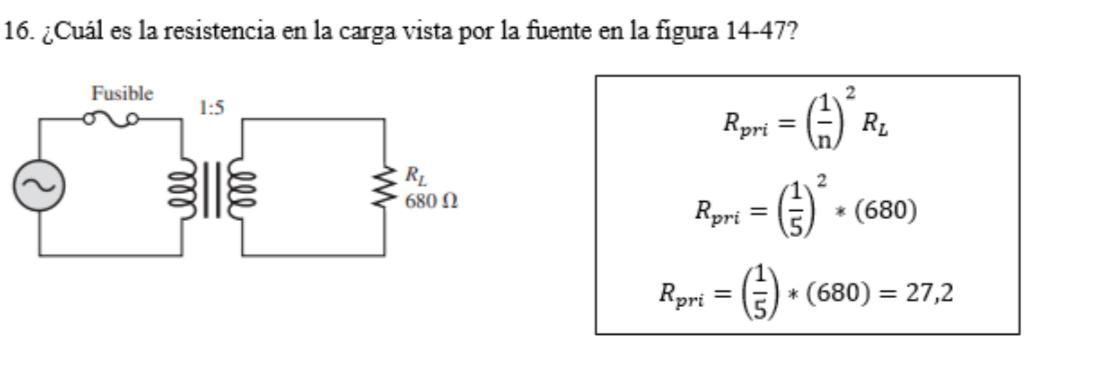 16. ¿Cuál es la resistencia en la carga vista por la fuente en la figura 14-47?
Fusible
1:5
R_L
680 Ω
R_pri = (1/n)² R_L
R_pri = (1/5)² * (680)
R_pri = (1/5) * (680) = 27,2